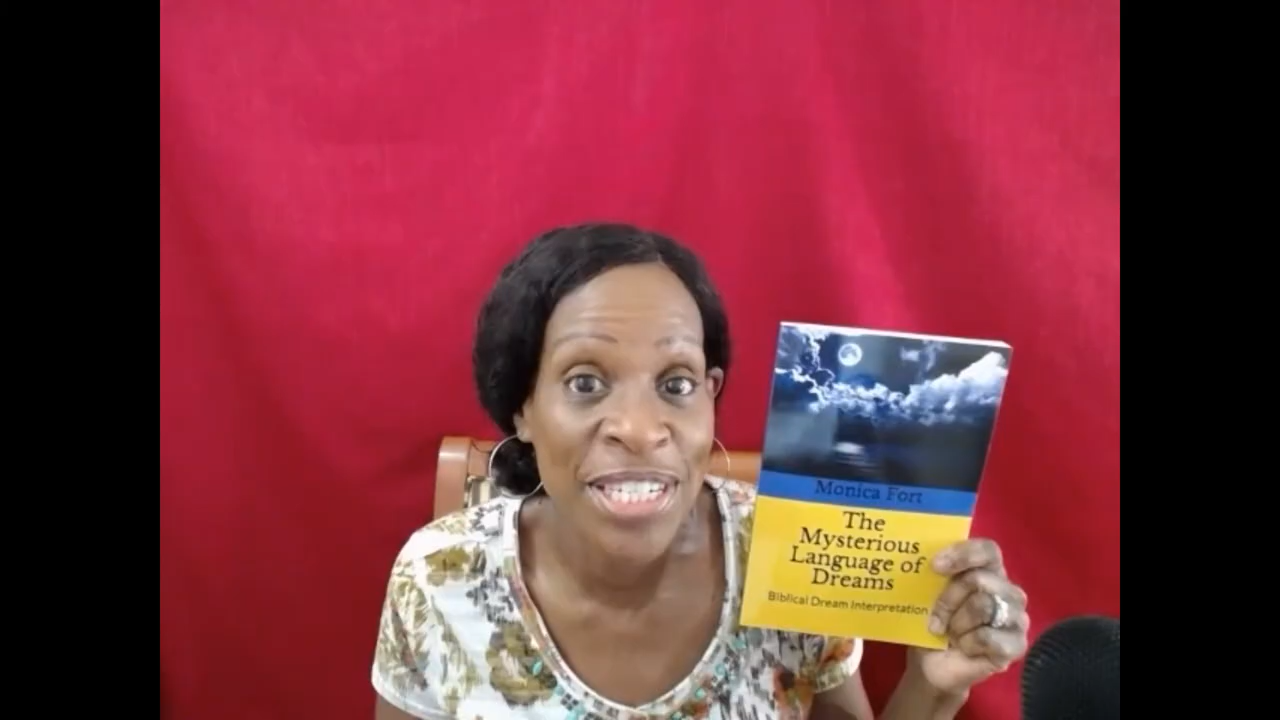 Monica Fort
The
Mysterious
Language of
Dreams
Biblical Dream Interpretation